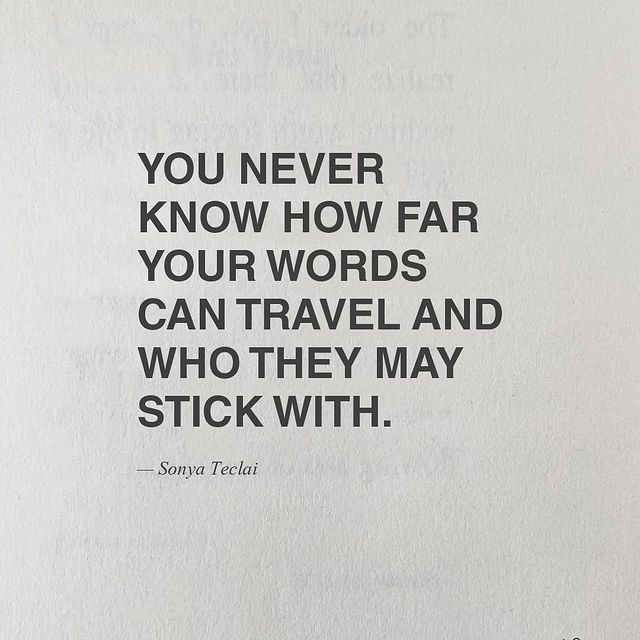 YOU NEVER
KNOW HOW FAR
YOUR WORDS
CAN TRAVEL AND
WHO THEY MAY
STICK WITH.
— Sonya Teclai